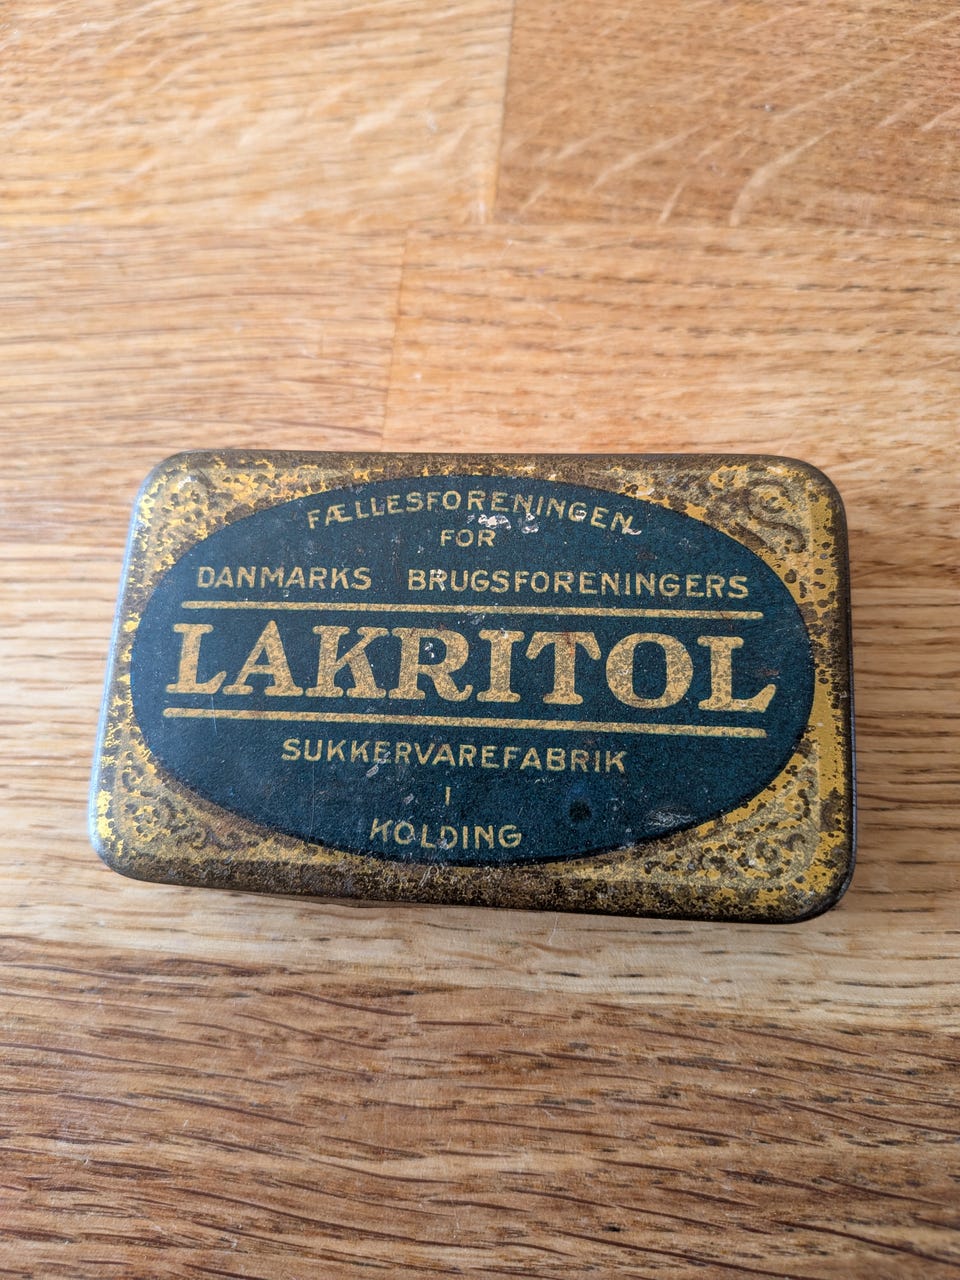 FÆLLESFORENINGEN
FOR
DANMARKS BRUGSFORENINGERS
LAKRITOL
SUKKERVAREFABRIK
I
KOLDING